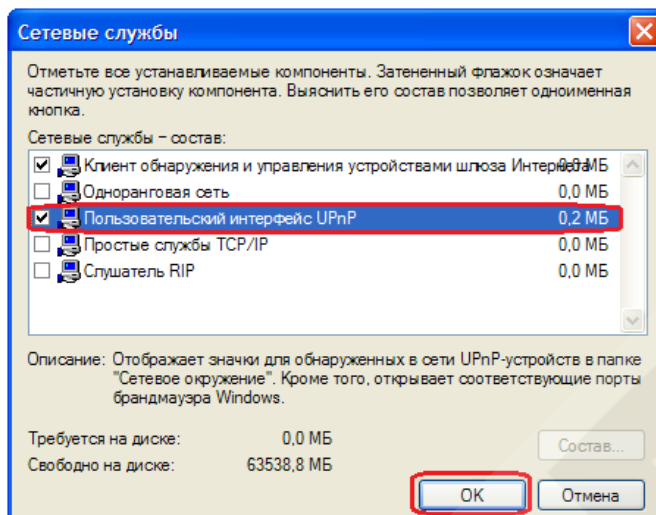 Сетевые службы
Отметьте все устанавливаемые компоненты. Затененный флажок означает
частичную установку компонента. Выяснить его состав позволяет одноименная
кнопка.
Сетевые службы – состав:
Клиент обнаружения и управления устройствами шлюза Интернета 0,0 МБ
Одноранговая сеть 0,0 МБ
Пользовательский интерфейс UPnP 0,2 МБ
Простые службы TCP/IP 0,0 МБ
Слушатель RIP 0,0 МБ
Описание: Отображает значки для обнаруженных в сети UPnP-устройств в папке
"Сетевое окружение". Кроме того, открывает соответствующие порты
брандмауэра Windows.
Требуется на диске: 0,0 МБ
Состав...
Свободно на диске: 63538,8 МБ
OK Отмена